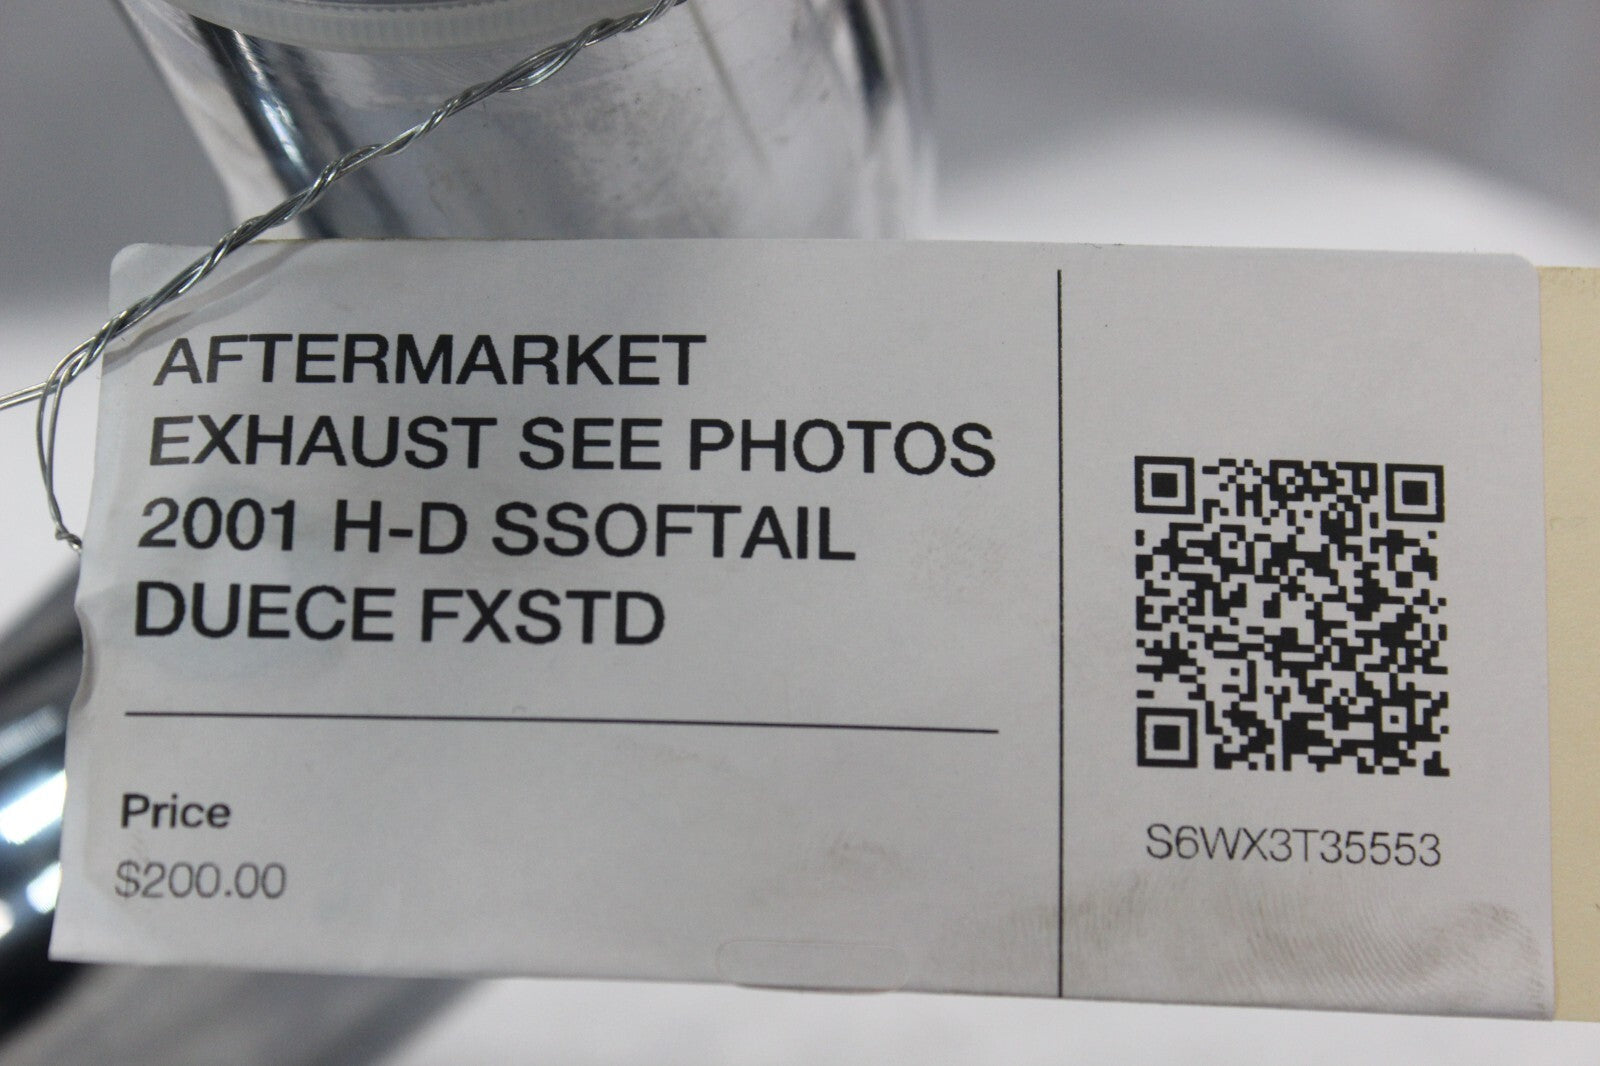 AFTERMARKET
EXHAUST SEE PHOTOS
2001 H-D SSOFTAIL
DUECE FXSTD
Price
$200.00
S6WX3T35553